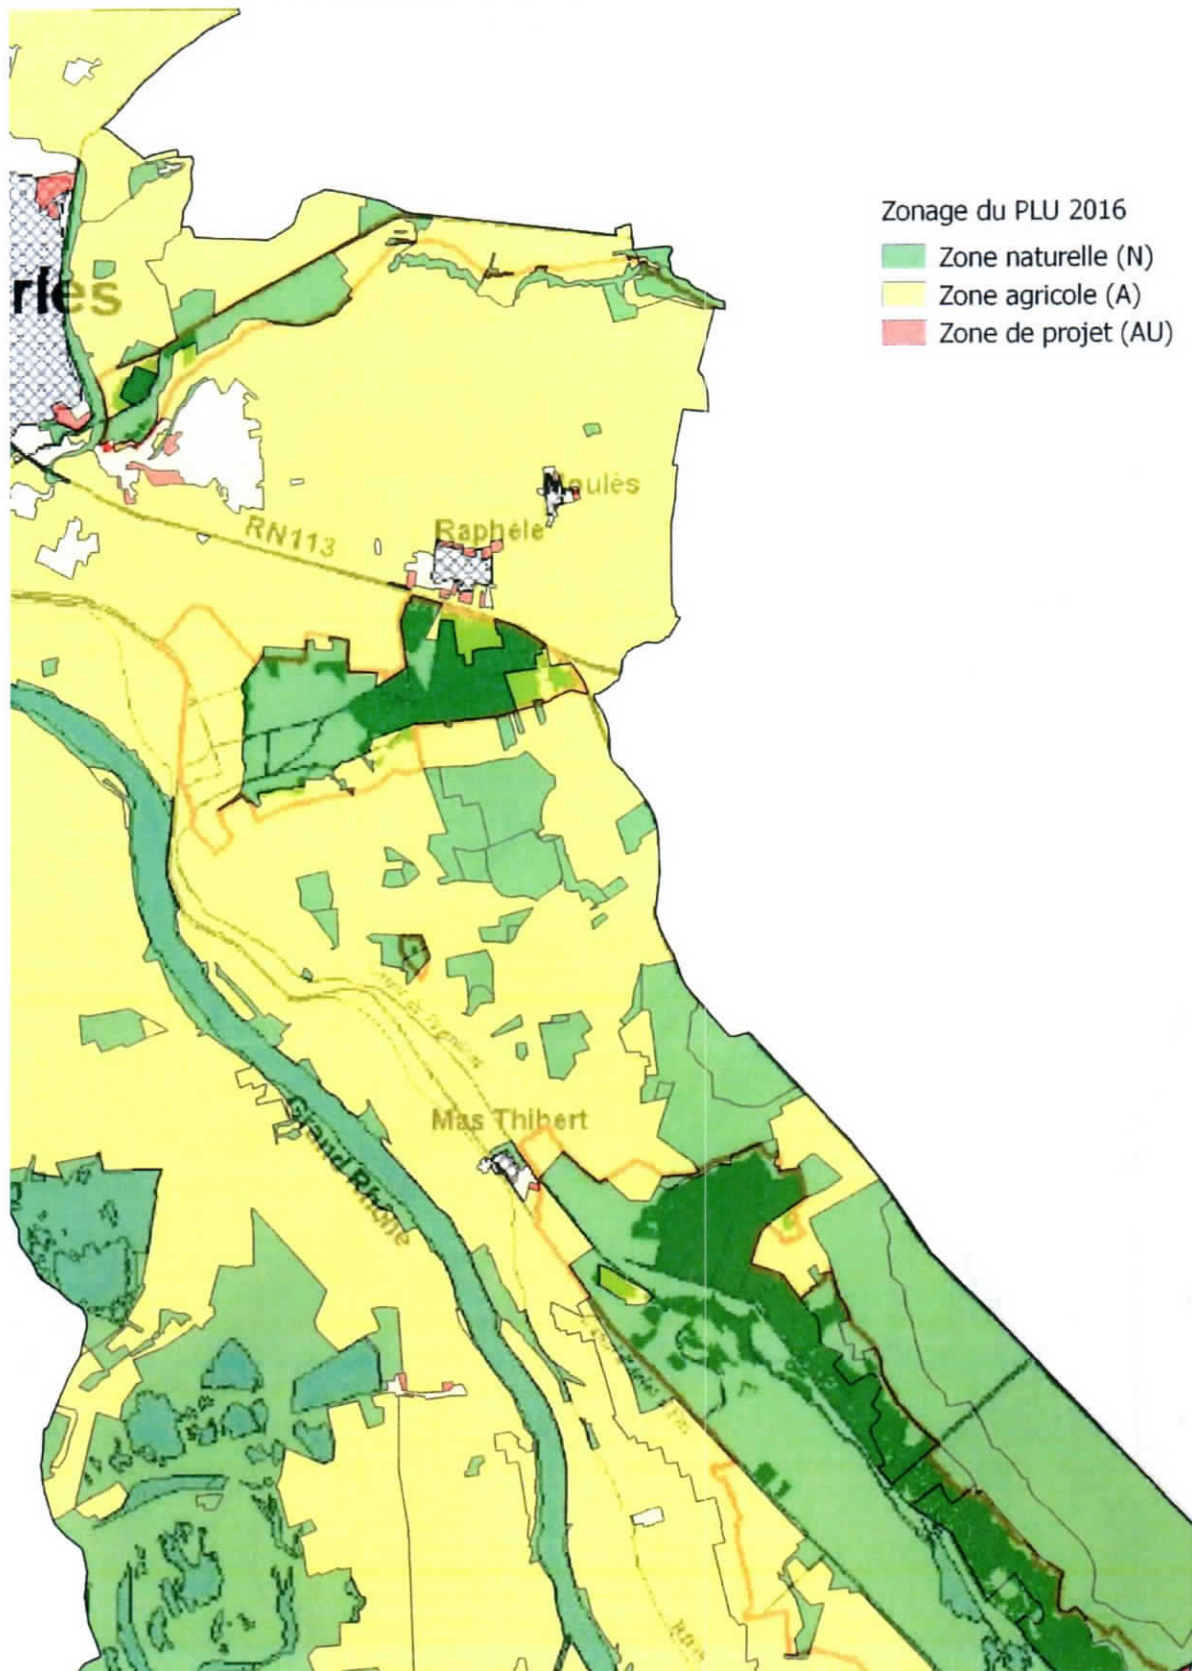 Zonage du PLU 2016
Zone naturelle (N)
Zone agricole (A)
Zone de projet (AU)
rles
Moulès
Raphèle
RN113
Mas Thibert
Grand Rhône